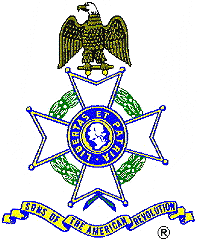 LIBERTAS ET PATRIA
SONS OF THE AMERICAN REVOLUTION
®